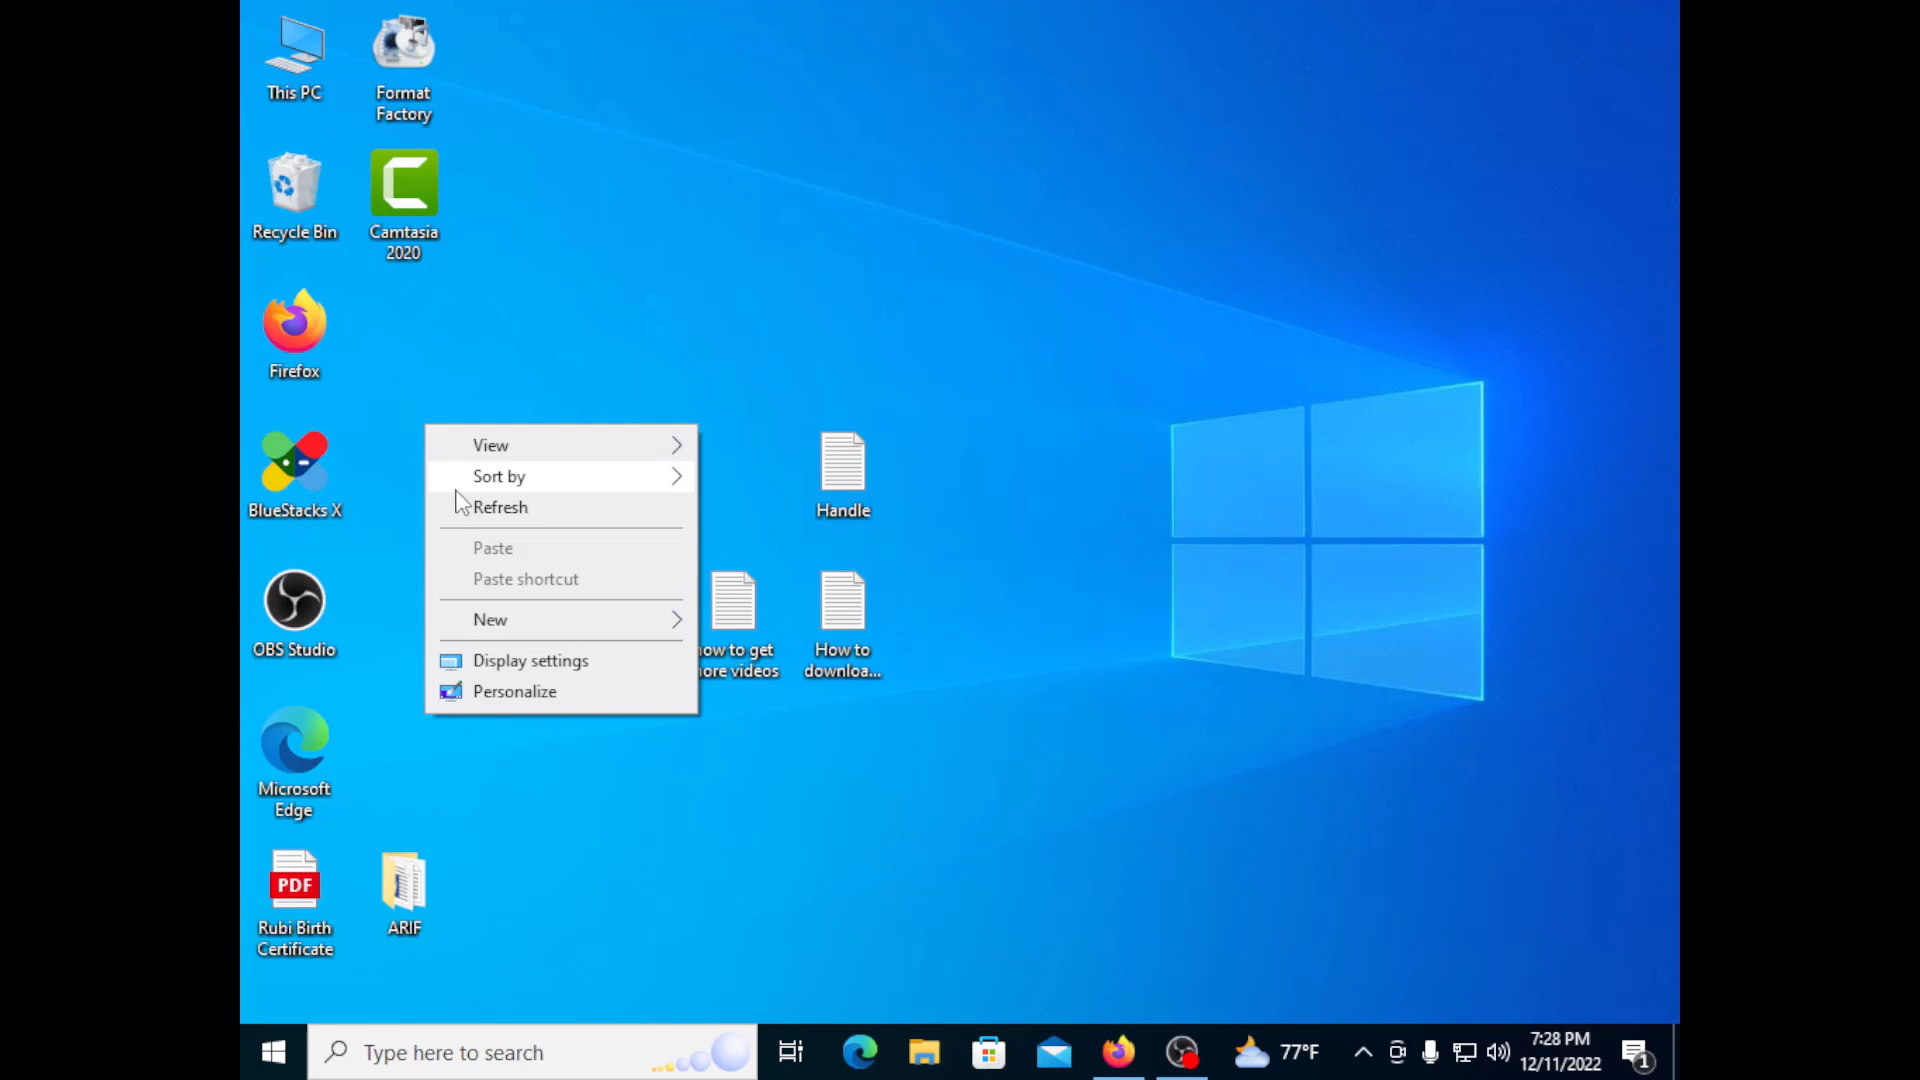 This PC
Format
Factory
Recycle Bin
Camtasia
2020
Firefox
BlueStacks X
OBS Studio
Microsoft
Edge
PDF
Rubi Birth
Certificate
ARIF
View
Sort by
Refresh
Paste
Paste shortcut
New
Display settings
Personalize
Handle
how to get
more videos
How to
downloa...
Type here to search
77°F
7:28 PM
12/11/2022
1